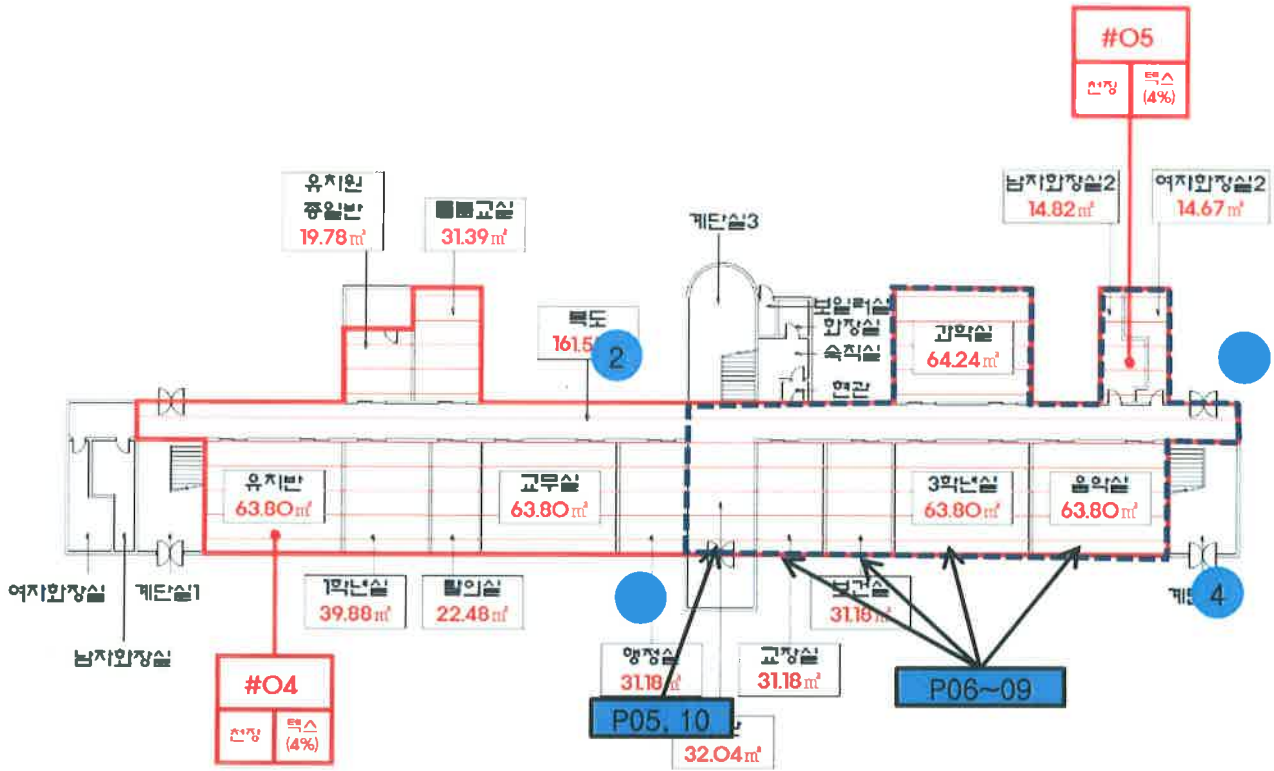 #05
천장
텍스
(4%)
유치원
종일반
19.78㎡
돌봄교실
31.39㎡
계단실3
남자화장실2
14.82㎡
여자화장실2
14.67㎡
복도
161.5
2
보일러실
화장실
숙직실
현관
과학실
64.24㎡
유치반
63.80㎡
교무실
63.80㎡
3학년실
63.80㎡
음악실
63.80㎡
여자화장실
계단실1
1학년실
39.88㎡
탈의실
22.48㎡
보건실
31.18㎡
4
남자화장실
행정실
31.18㎡
교장실
31.18㎡
#04
천장
텍스
(4%)
P05, 10
32.04㎡
P06~09